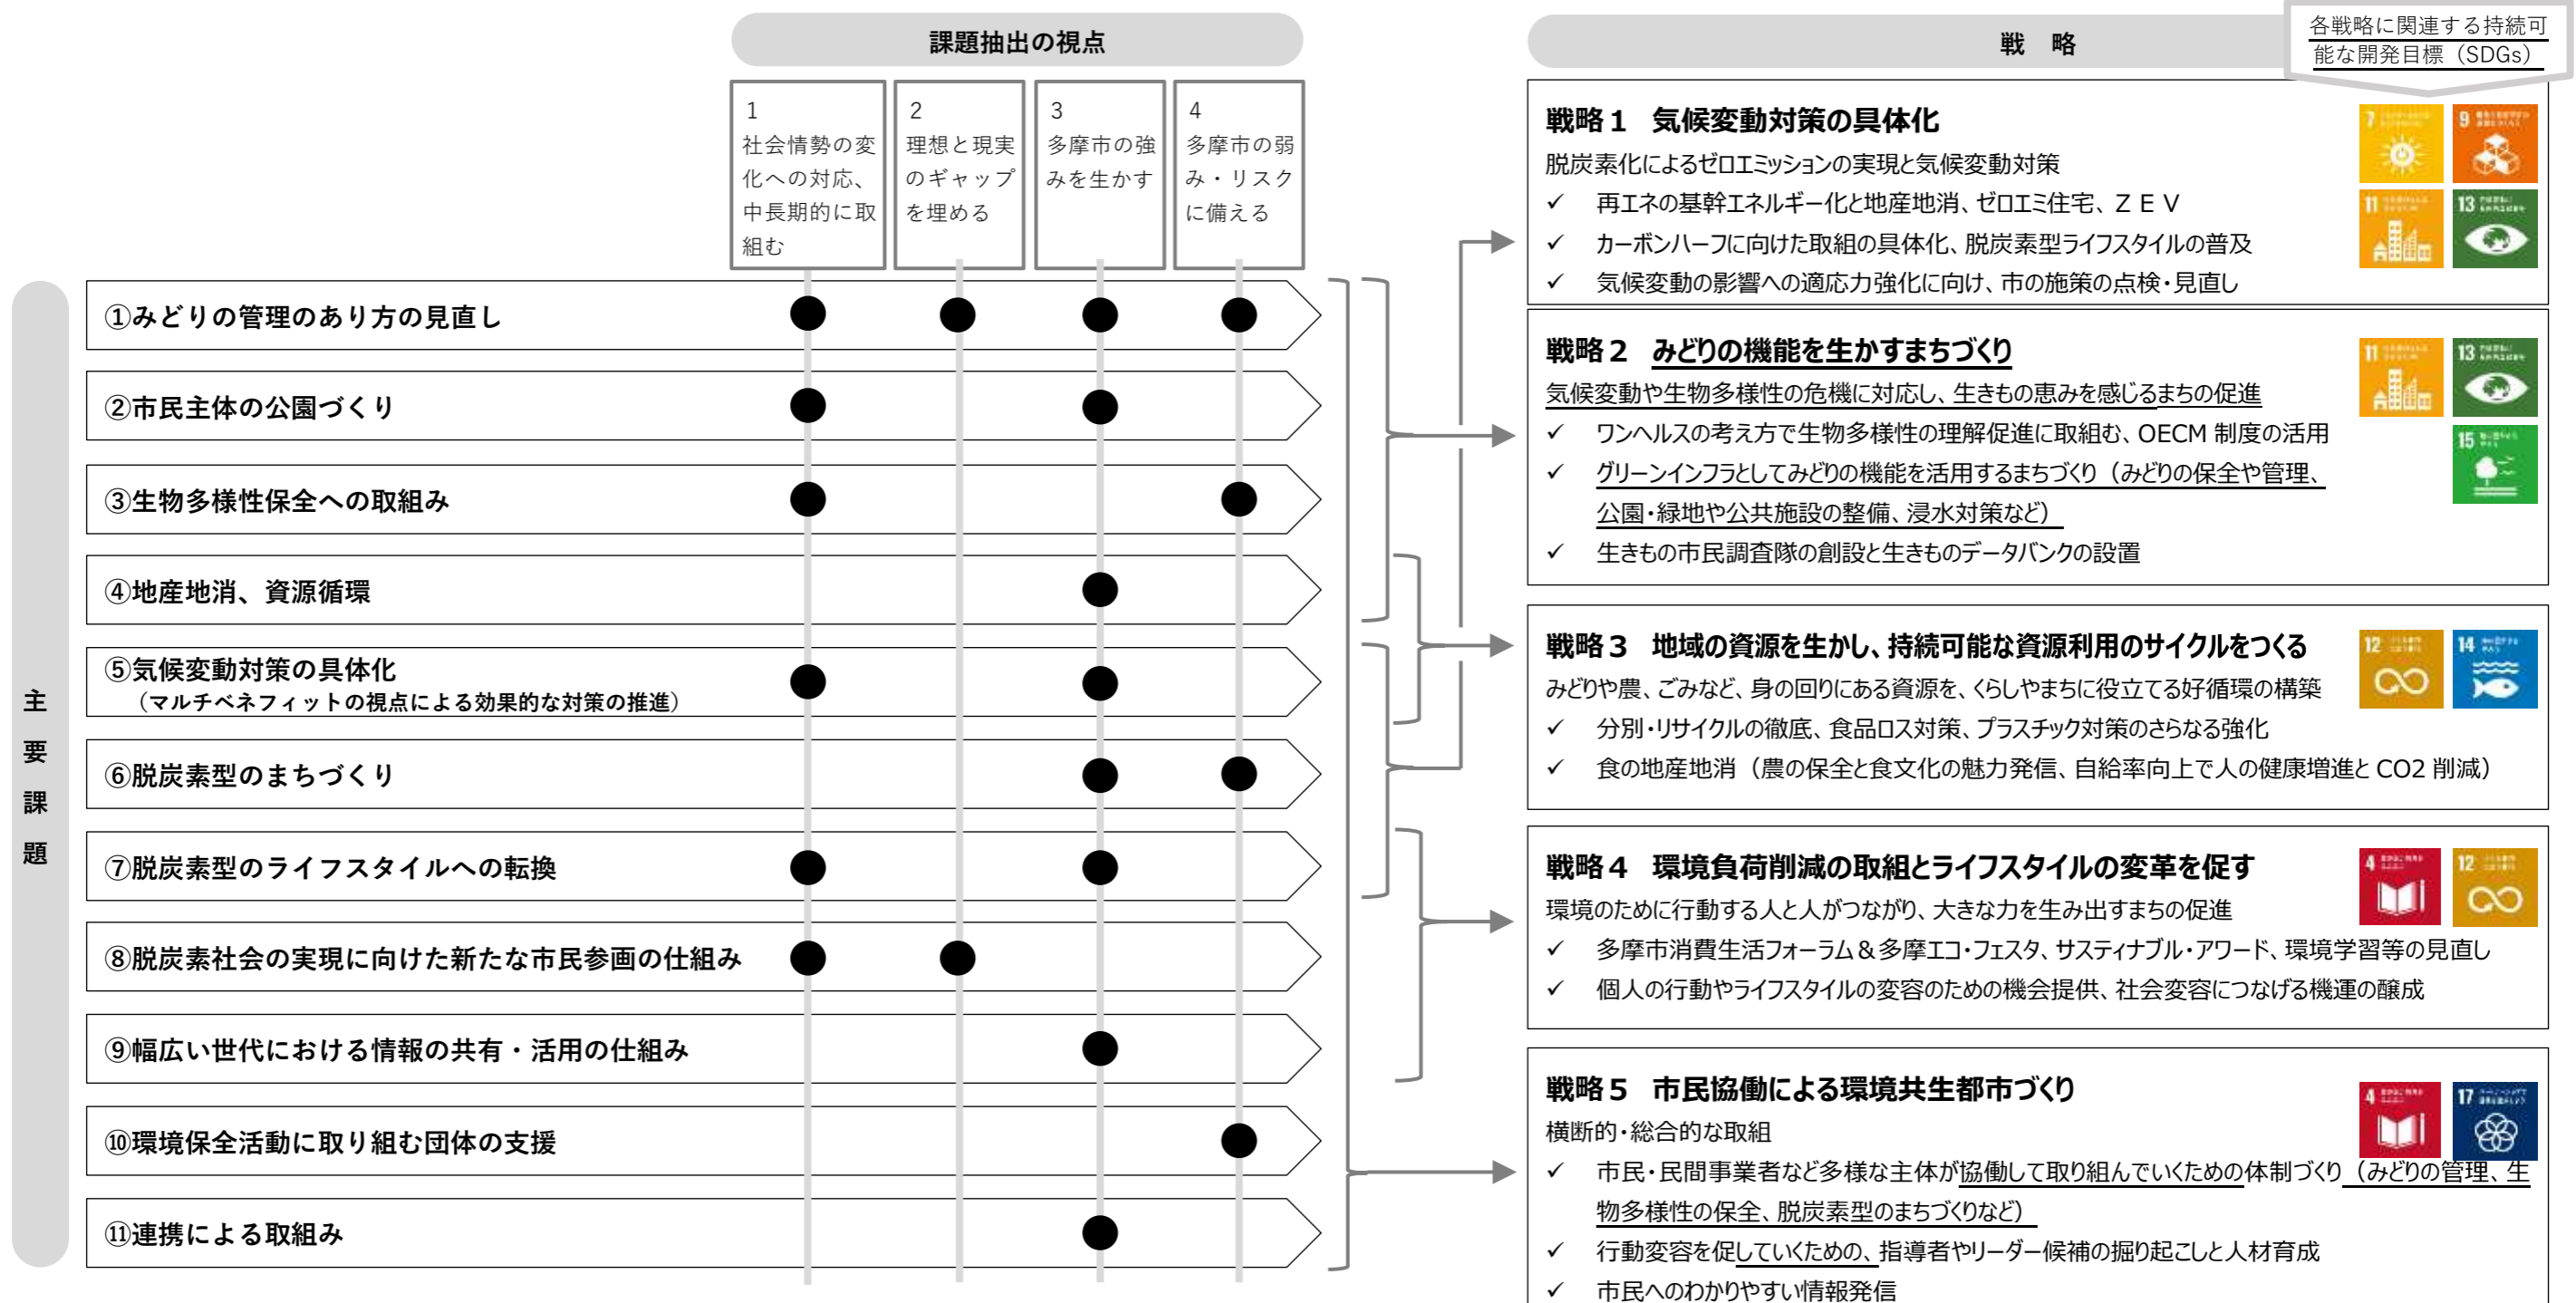 課題抽出の視点
戦　略
各戦略に関連する持続可
能な開発目標（SDGs）
1
社会情勢の変
化への対応、
中長期的に取
組む
2
理想と現実
のギャップ
を埋める
3
多摩市の強
みを生かす
4
多摩市の弱
み・リスク
に備える
主要課題
①みどりの管理のあり方の見直し
②市民主体の公園づくり
③生物多様性保全への取組み
④地産地消、資源循環
⑤気候変動対策の具体化
（マルチベネフィットの視点による効果的な対策の推進）
⑥脱炭素型のまちづくり
⑦脱炭素型のライフスタイルへの転換
⑧脱炭素社会の実現に向けた新たな市民参画の仕組み
⑨幅広い世代における情報の共有・活用の仕組み
⑩環境保全活動に取り組む団体の支援
⑪連携による取組み
戦略１　気候変動対策の具体化
脱炭素化によるゼロエミッションの実現と気候変動対策
✓ 再エネの基幹エネルギー化と地産地消、ゼロエミ住宅、ＺＥＶ
✓ カーボンハーフに向けた取組の具体化、脱炭素型ライフスタイルの普及
✓ 気候変動の影響への適応力強化に向け、市の施策の点検・見直し
7
9
11
13
戦略２　みどりの機能を生かすまちづくり
気候変動や生物多様性の危機に対応し、生きもの恵みを感じるまちの促進
✓ ワンヘルスの考え方で生物多様性の理解促進に取組む、OECM 制度の活用
✓ グリーンインフラとしてみどりの機能を活用するまちづくり（みどりの保全や管理、
公園・緑地や公共施設の整備、浸水対策など）
✓ 生きもの市民調査隊の創設と生きものデータバンクの設置
11
13
15
戦略３　地域の資源を生かし、持続可能な資源利用のサイクルをつくる
みどりや農、ごみなど、身の回りにある資源を、くらしやまちに役立てる好循環の構築
✓ 分別・リサイクルの徹底、食品ロス対策、プラスチック対策のさらなる強化
✓ 食の地産地消（農の保全と食文化の魅力発信、自給率向上で人の健康増進と CO2 削減）
12
14
戦略４　環境負荷削減の取組とライフスタイルの変革を促す
環境のために行動する人と人がつながり、大きな力を生み出すまちの促進
✓ 多摩市消費生活フォーラム＆多摩エコ・フェスタ、サスティナブル・アワード、環境学習等の見直し
✓ 個人の行動やライフスタイルの変容のための機会提供、社会変容につなげる機運の醸成
4
12
戦略５　市民協働による環境共生都市づくり
横断的・総合的な取組
✓ 市民・民間事業者など多様な主体が協働して取り組んでいくための体制づくり（みどりの管理、生
物多様性の保全、脱炭素型のまちづくりなど）
✓ 行動変容を促していくための、指導者やリーダー候補の掘り起こしと人材育成
✓ 市民へのわかりやすい情報発信
4
17